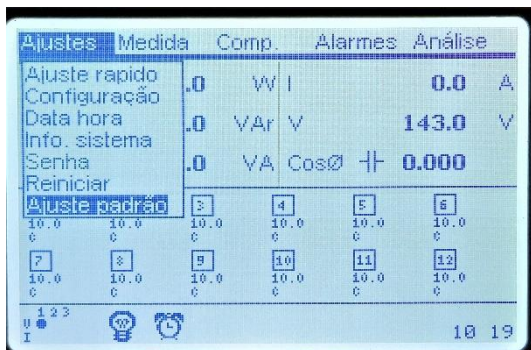 Ajustes Medida Comp. Alarmes Análise
Ajuste rapido
Configuração
Data hora
Info. sistema
Senha
Reiniciar
Ajuste padrão
.0 W I 0.0 A
.0 VAr V 143.0 V
.0 VA CosØ 0.000
3 4 5 6
10.0 10.0 10.0 10.0 10.0 10.0
C C C C C C
7 8 9 10 11 12
10.0 10.0 10.0 10.0 10.0 10.0
C C C C C C
1 2 3
U
I
10 19